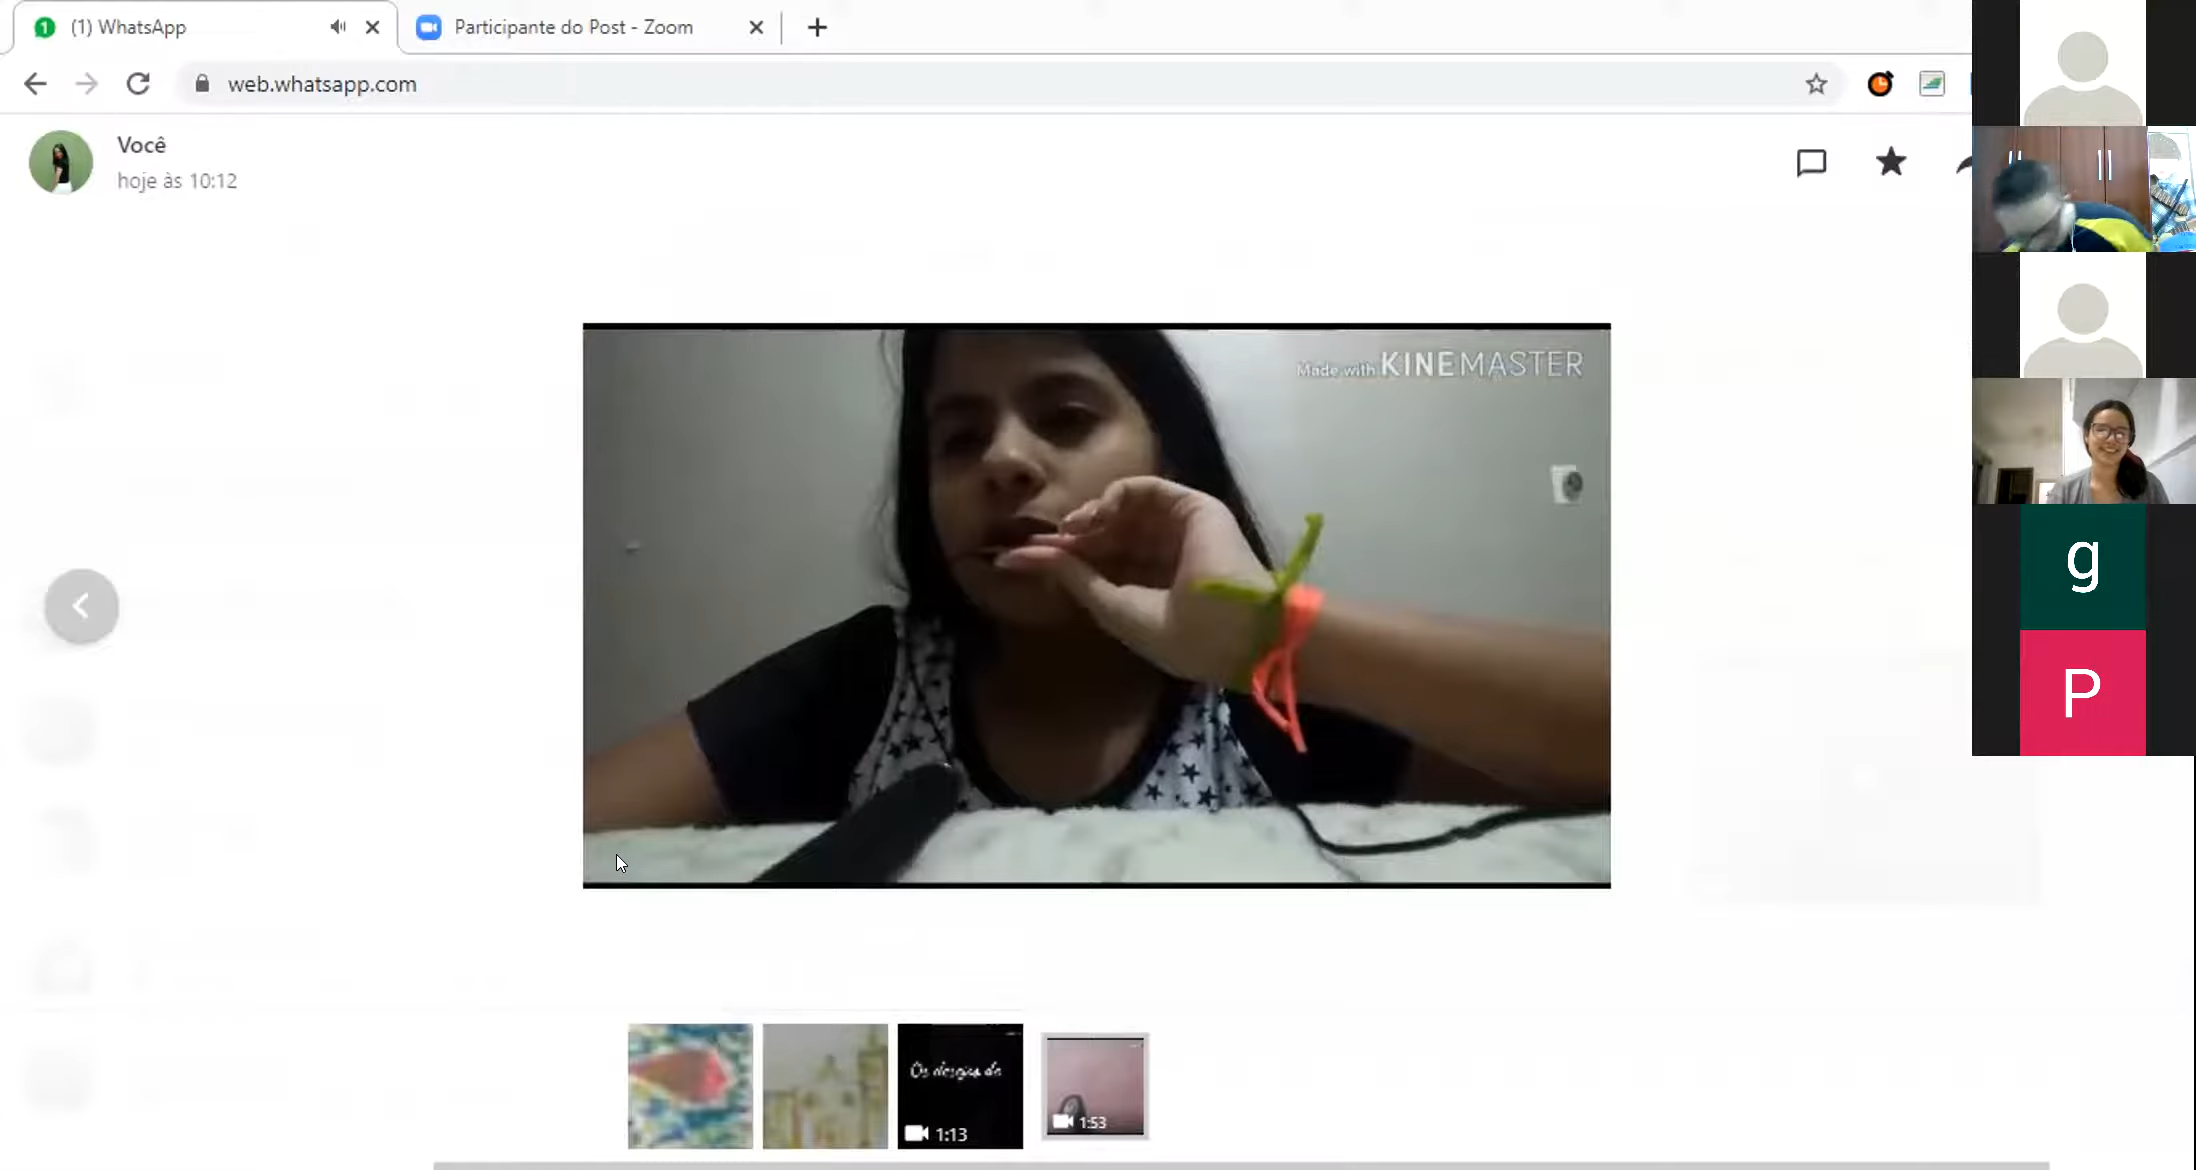 (1) WhatsApp
Participante do Post - Zoom
web.whatsapp.com
Você
hoje às 10:12
Made with KINEMASTER
g
P
Os desejos de
1:13
1:53